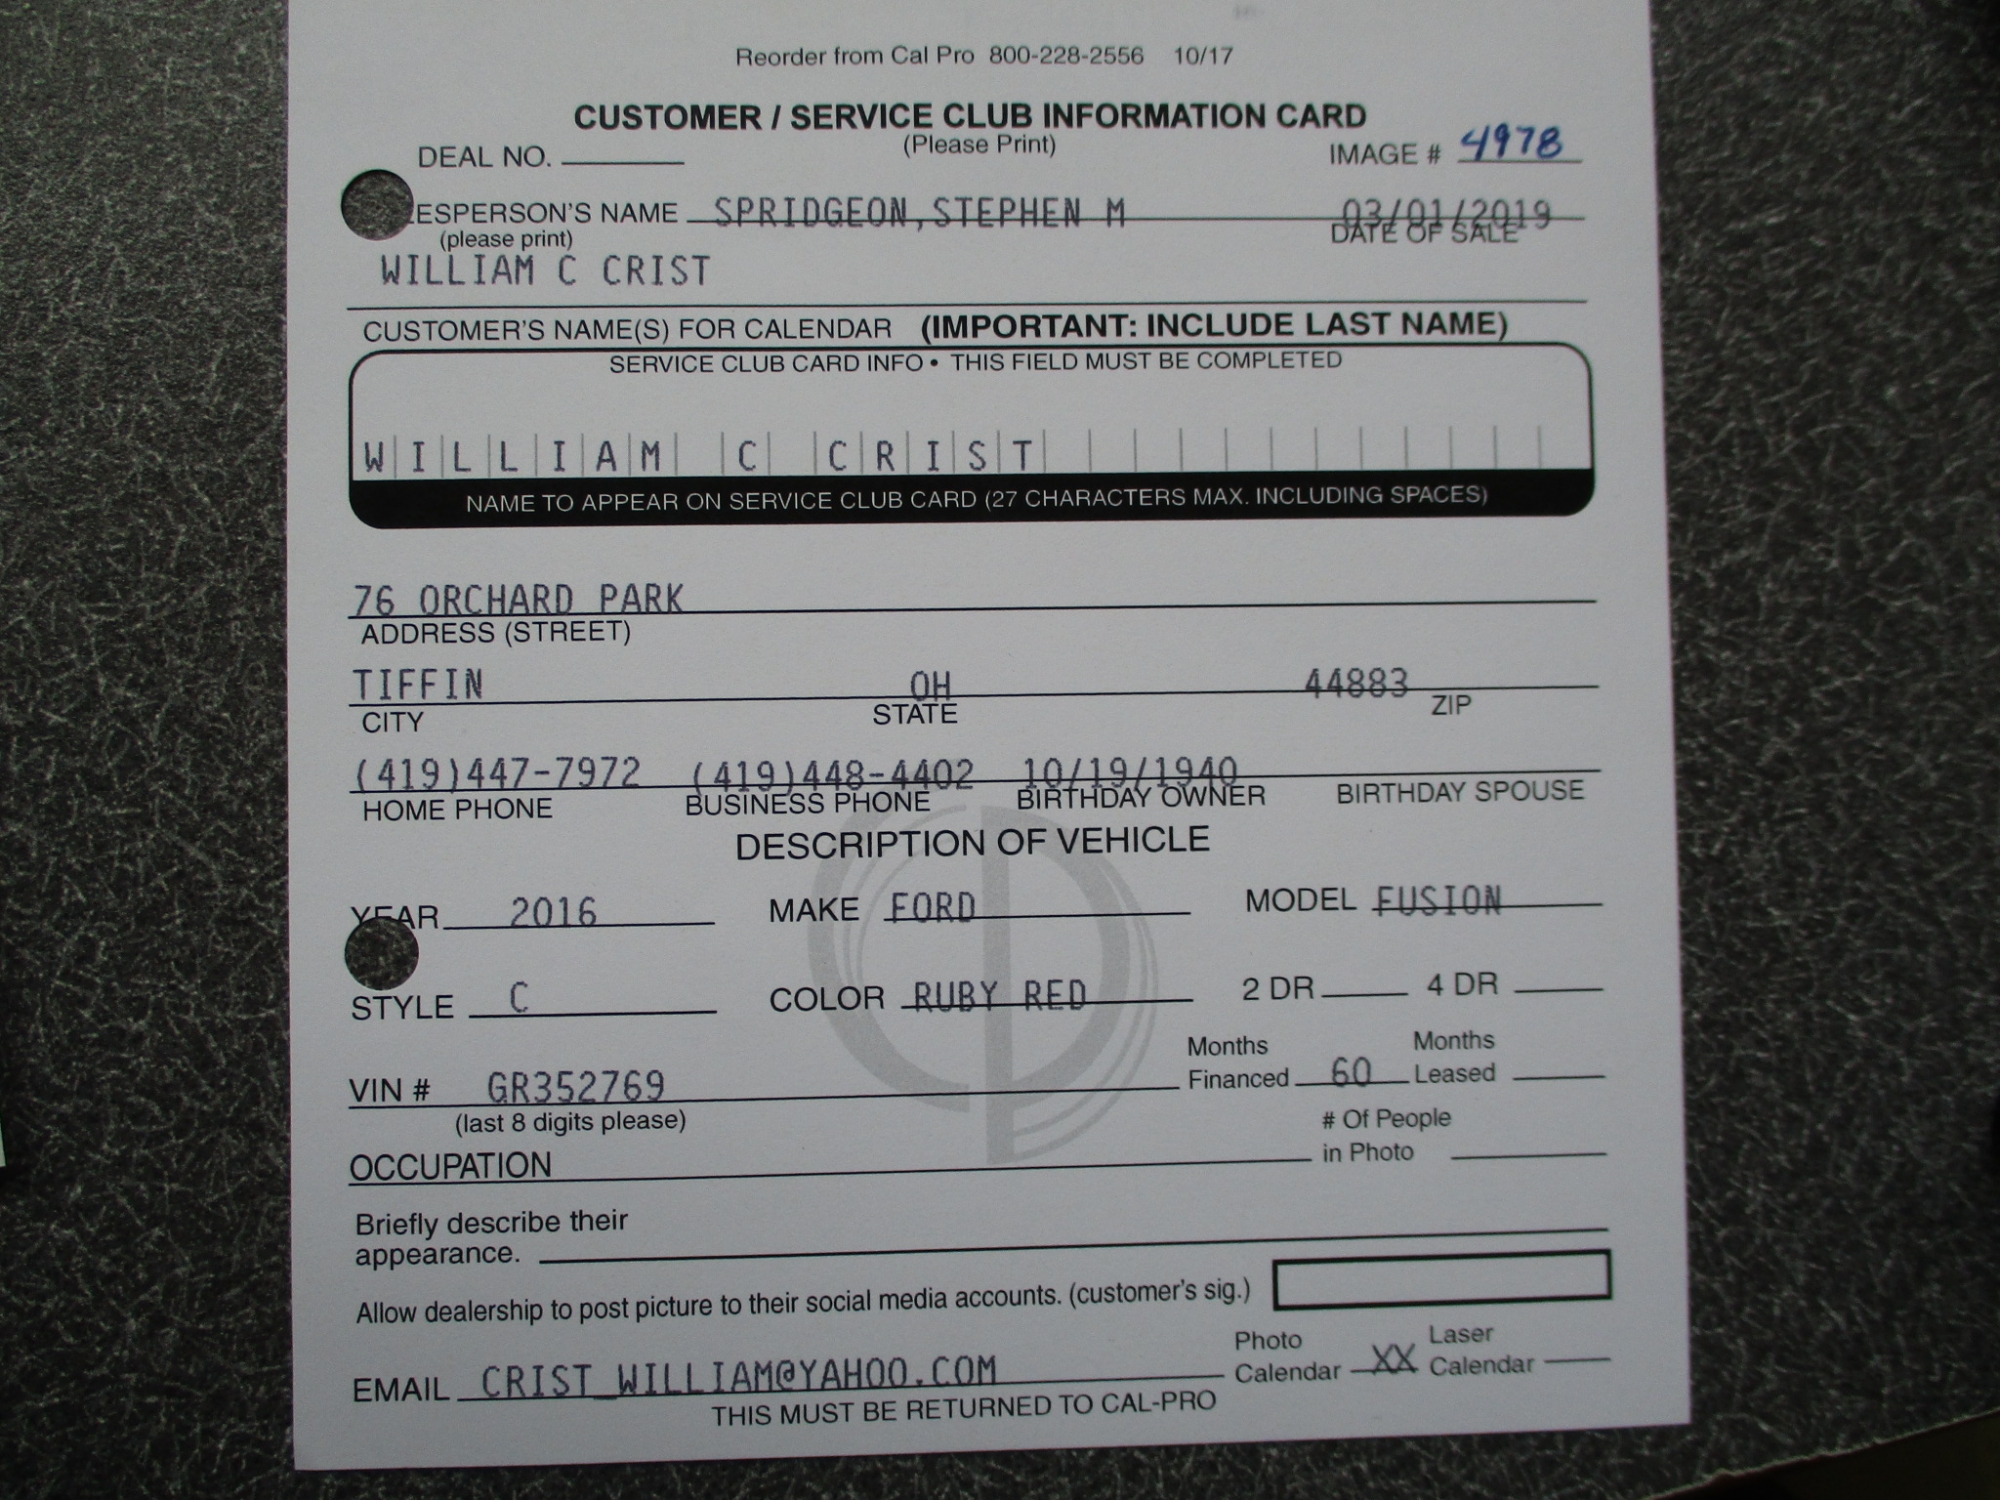 Reorder from Cal Pro 800-228-2556 10/17
CUSTOMER / SERVICE CLUB INFORMATION CARD
(Please Print)
DEAL NO. IMAGE # 4978
ESPERSON'S NAME SPRIDGEON,STEPHEN M 03/01/2019
(please print) DATE OF SALE
WILLIAM C CRIST
CUSTOMER'S NAME(S) FOR CALENDAR (IMPORTANT: INCLUDE LAST NAME)
SERVICE CLUB CARD INFO • THIS FIELD MUST BE COMPLETED
WILLIAM C CRIST
NAME TO APPEAR ON SERVICE CLUB CARD (27 CHARACTERS MAX. INCLUDING SPACES)
76 ORCHARD PARK
ADDRESS (STREET)
TIFFIN OH 44883
CITY STATE ZIP
(419)447-7972 (419)448-4402 10/19/1940
HOME PHONE BUSINESS PHONE BIRTHDAY OWNER BIRTHDAY SPOUSE
DESCRIPTION OF VEHICLE
YEAR 2016 MAKE FORD MODEL FUSION
STYLE C COLOR RUBY RED 2 DR 4 DR
Months Months
VIN # GR352769 Financed 60 Leased
(last 8 digits please) # Of People
OCCUPATION in Photo
Briefly describe their
appearance.
Allow dealership to post picture to their social media accounts. (customer's sig.)
Photo Laser
EMAIL CRIST_WILLIAM@YAHOO.COM Calendar XX Calendar
THIS MUST BE RETURNED TO CAL-PRO